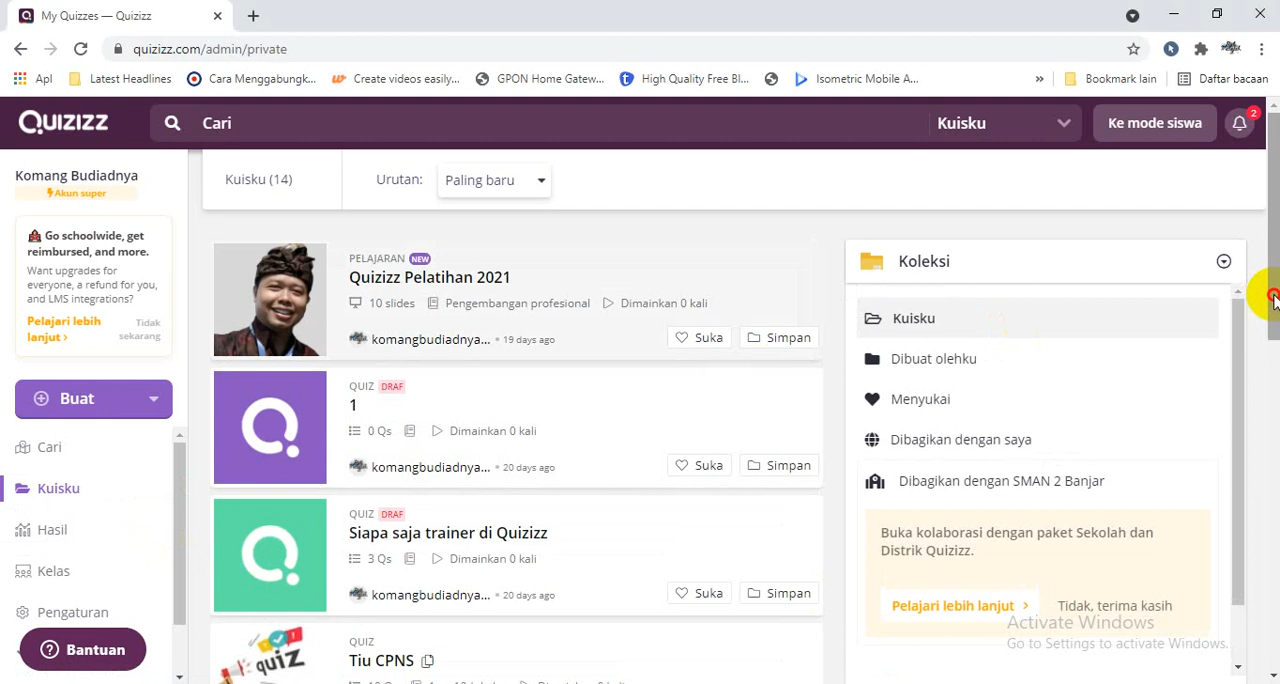 My Quizzes — Quizizz
quizizz.com/admin/private
Apl
Latest Headlines
Cara Menggabungk...
Create videos easily...
GPON Home Gatew...
High Quality Free Bl...
Isometric Mobile A...
»
Bookmark lain
Daftar bacaan
QUIZIZZ
Cari
Kuisku
Ke mode siswa
2
Komang Budiadnya
Akun super
Go schoolwide, get
reimbursed, and more.
Want upgrades for
everyone, a refund for you,
and LMS integrations?
Pelajari lebih
lanjut >
Tidak
sekarang
Buat
Cari
Kuisku
Hasil
Kelas
Pengaturan
Bantuan
Kuisku (14)
Urutan:
Paling baru
PELAJARAN NEW
Quizizz Pelatihan 2021
10 slides Pengembangan profesional Dimainkan 0 kali
komangbudiadnya... • 19 days ago
Suka
Simpan
QUIZ DRAF
1
0 Qs Dimainkan 0 kali
komangbudiadnya... • 20 days ago
Suka
Simpan
QUIZ DRAF
Siapa saja trainer di Quizizz
3 Qs Dimainkan 0 kali
komangbudiadnya... • 20 days ago
Suka
Simpan
quiz
QUIZ
Tiu CPNS
Koleksi
Kuisku
Dibuat olehku
Menyukai
Dibagikan dengan saya
Dibagikan dengan SMAN 2 Banjar
Buka kolaborasi dengan paket Sekolah dan
Distrik Quizizz.
Pelajari lebih lanjut >
Tidak, terima kasih
Activate Windows
Go to Settings to activate Windows.